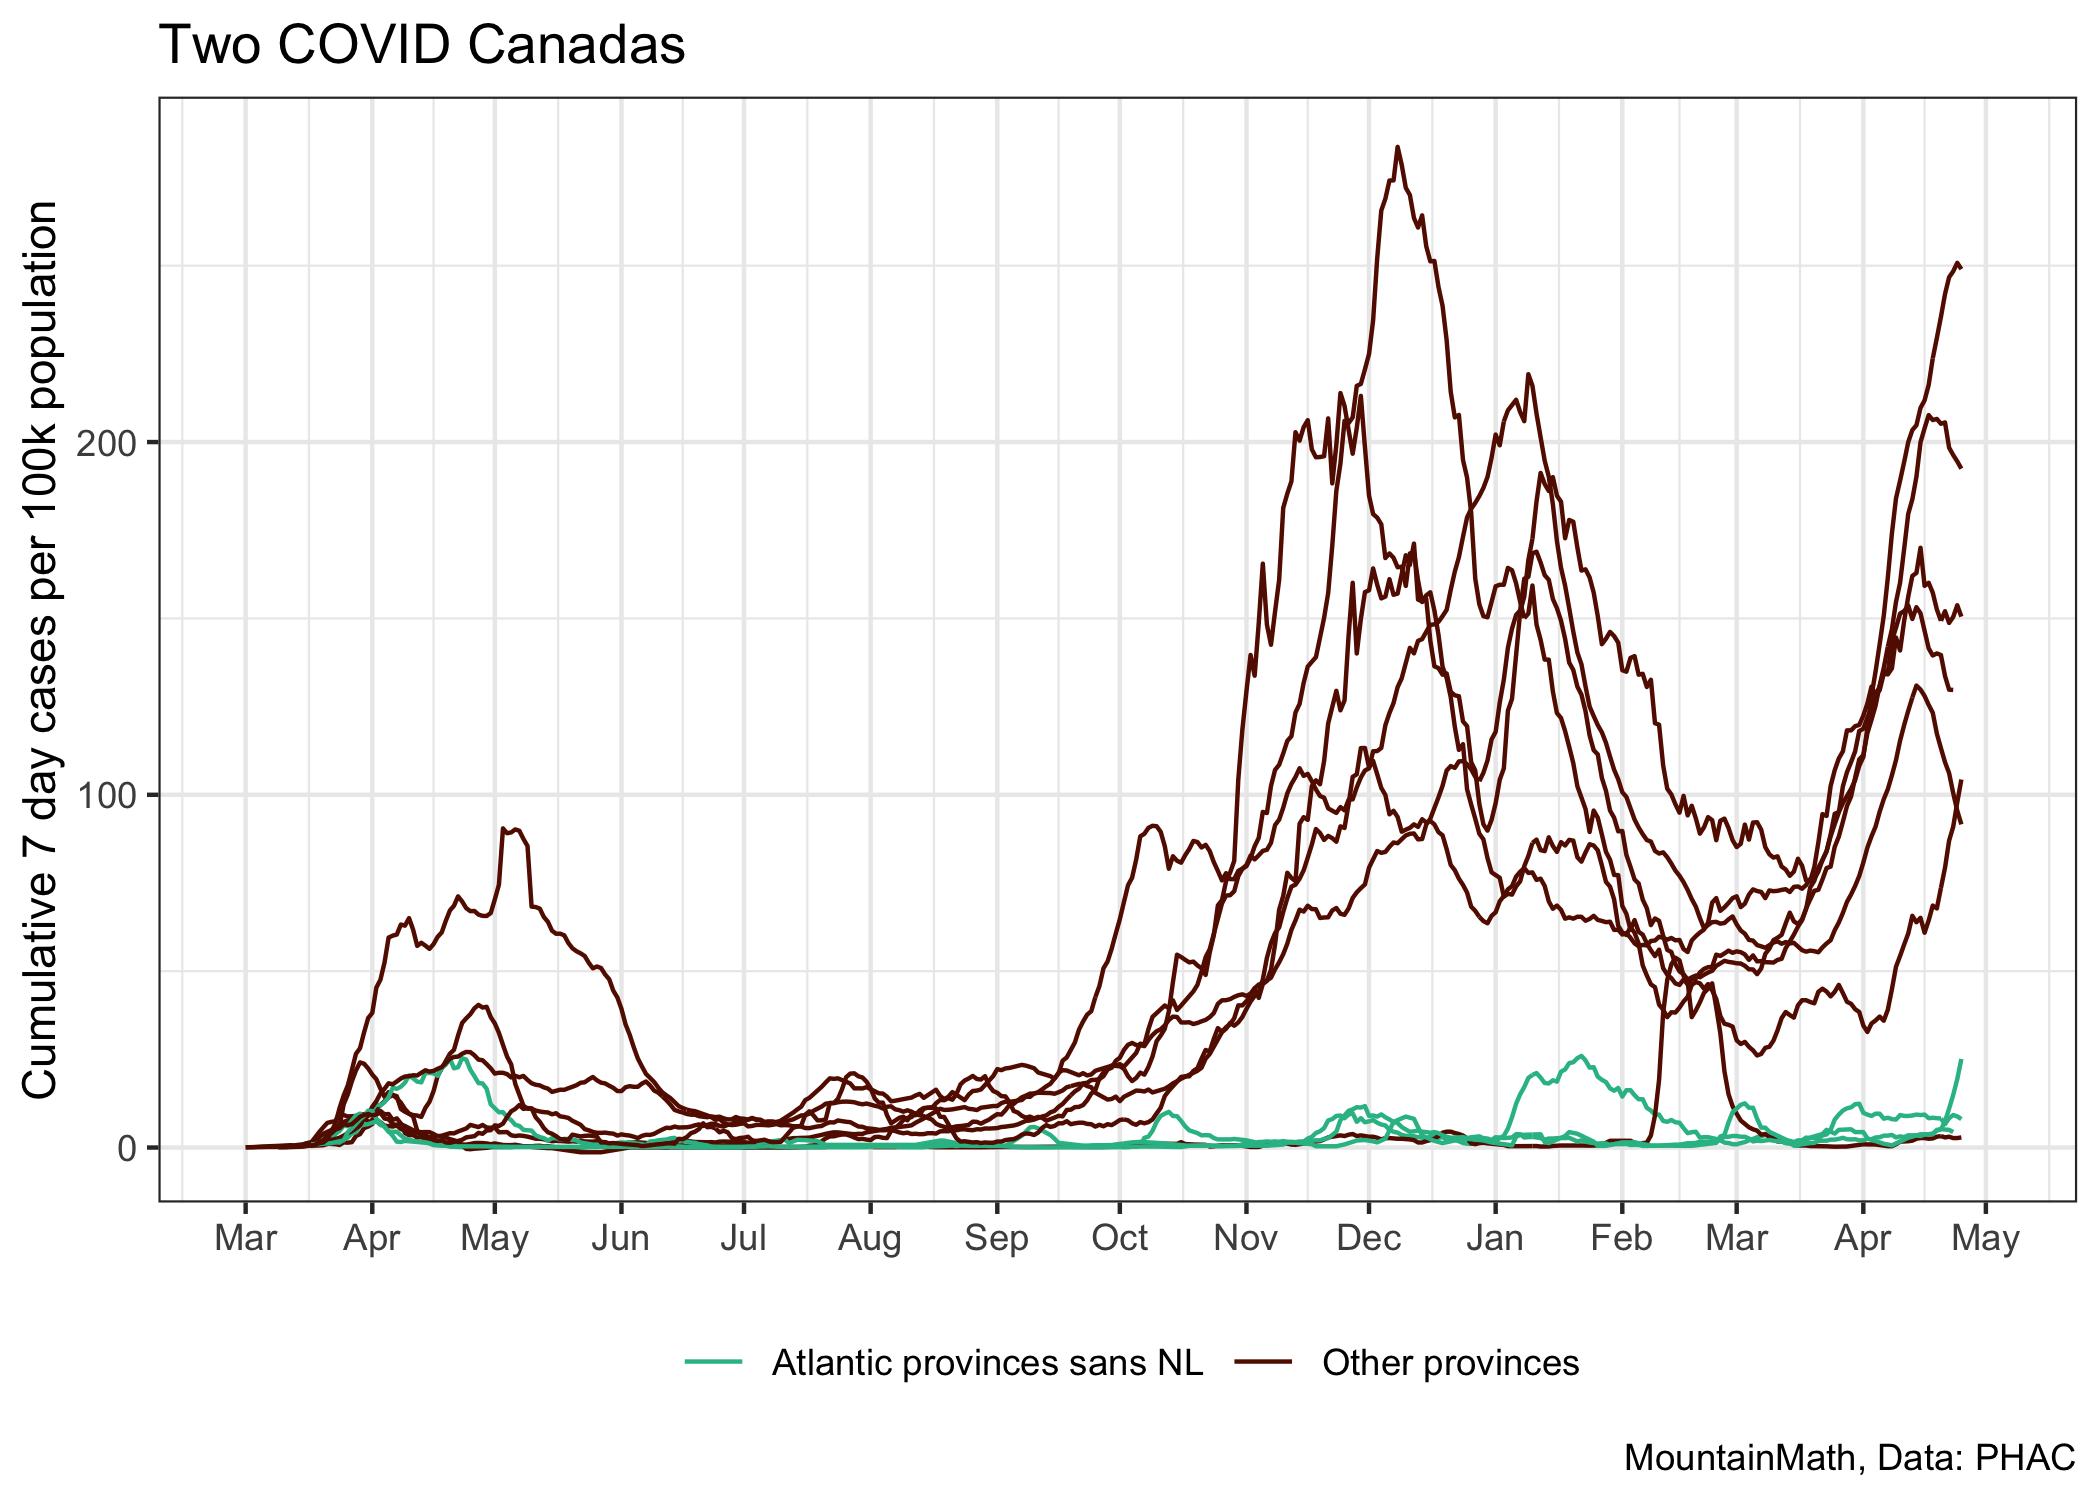 Two COVID Canadas
Cumulative 7 day cases per 100k population
200
100
0
Mar Apr May Jun Jul Aug Sep Oct Nov Dec Jan Feb Mar Apr May
Atlantic provinces sans NL Other provinces
MountainMath, Data: PHAC